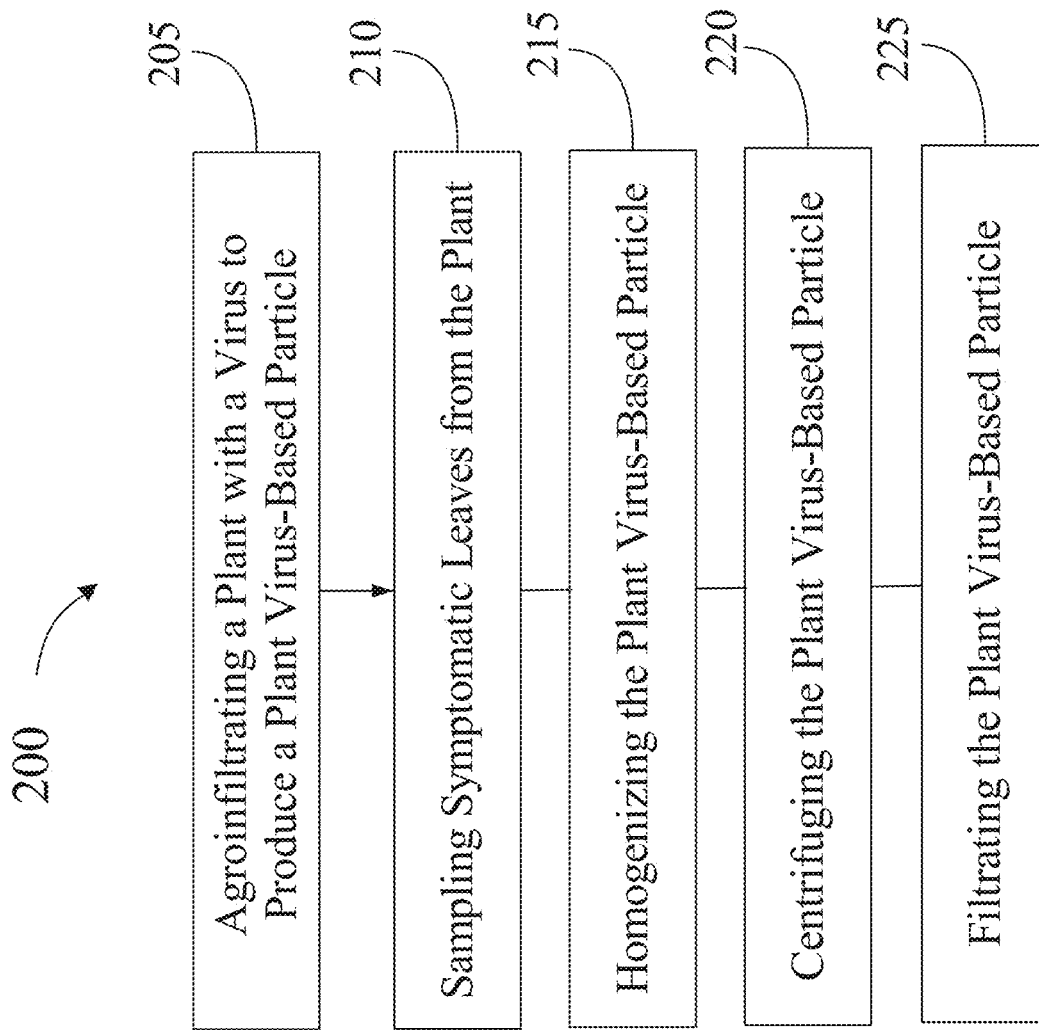 200
205
Agroinfiltrating a Plant with a Virus to
Produce a Plant Virus-Based Particle
210
Sampling Symptomatic Leaves from the Plant
215
Homogenizing the Plant Virus-Based Particle
220
Centrifuging the Plant Virus-Based Particle
225
Filtrating the Plant Virus-Based Particle